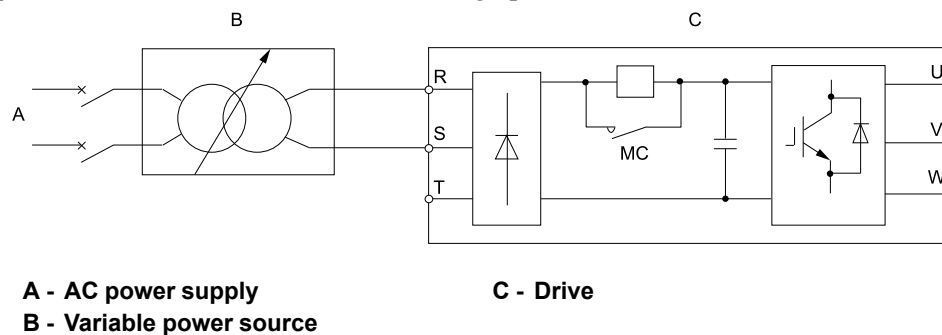 B
C
A
R
S
T
MC
U
V
W
A - AC power supply
B - Variable power source
C - Drive